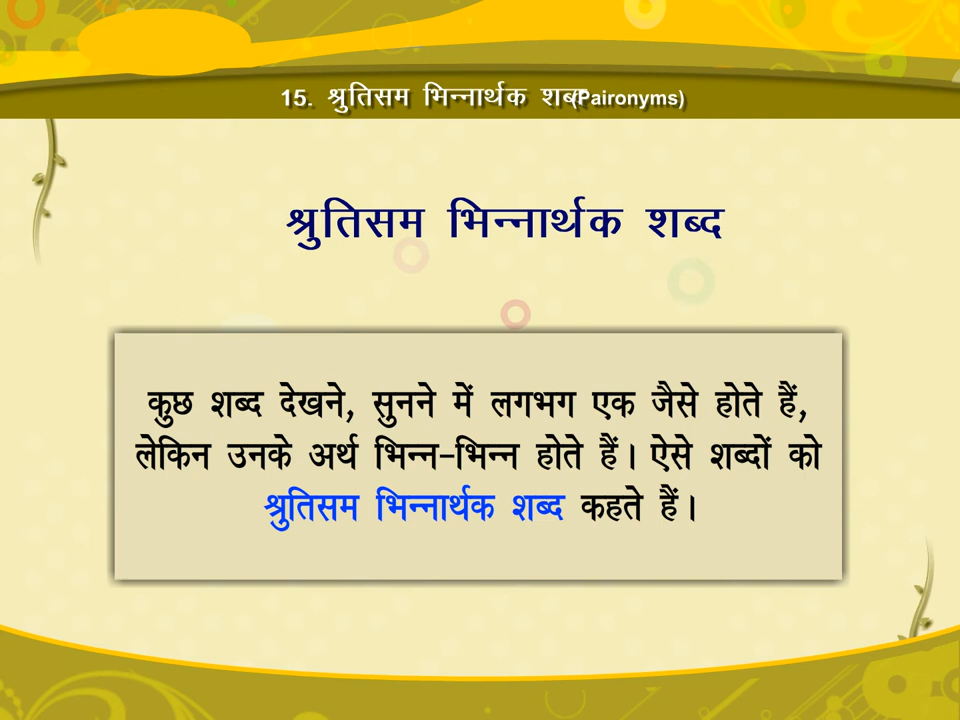 15. श्रुतिसम भिन्नार्थक शब्द (Paironyms)
श्रुतिसम भिन्नार्थक शब्द
कुछ शब्द देखने, सुनने में लगभग एक जैसे होते हैं,
लेकिन उनके अर्थ भिन्न-भिन्न होते हैं। ऐसे शब्दों को
श्रुतिसम भिन्नार्थक शब्द कहते हैं।